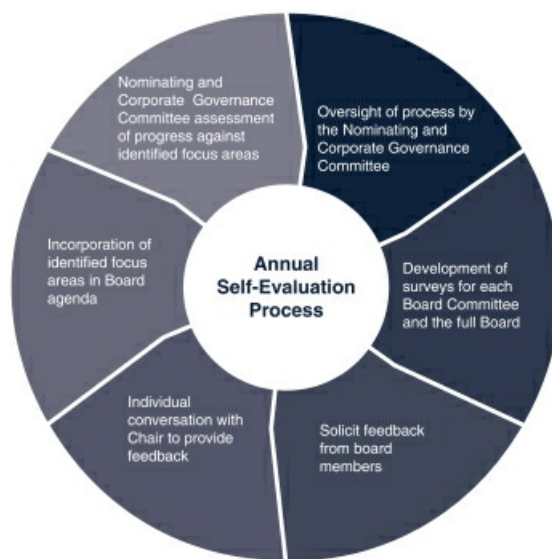 Annual
Self-Evaluation
Process
Oversight of process by
the Nominating and
Corporate Governance
Committee
Development of
surveys for each
Board Committee
and the full Board
Solicit feedback
from board
members
Individual
conversation with
Chair to provide
feedback
Incorporation of
identified focus
areas in Board
agenda
Nominating and
Corporate Governance
Committee assessment
of progress against
identified focus areas